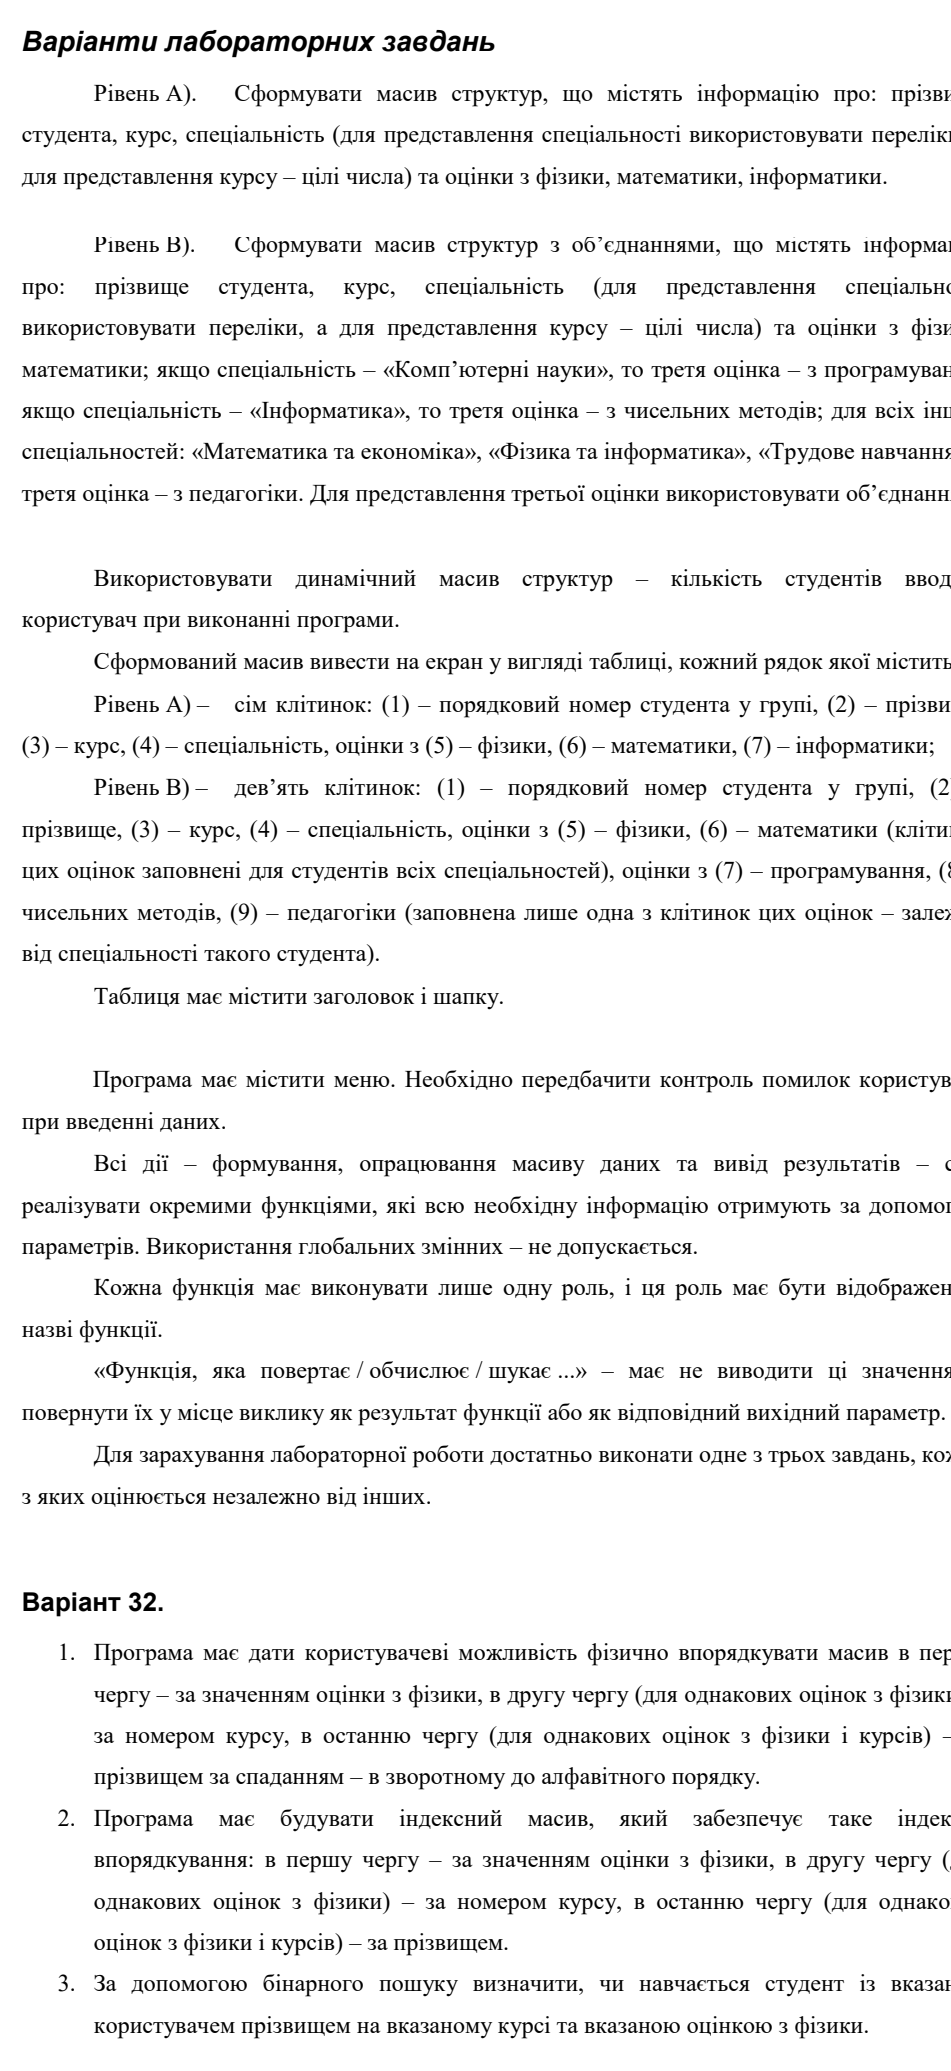 Варіанти лабораторних завдань
Рівень А). Сформувати масив структур, що містять інформацію про: прізви
студента, курс, спеціальність (для представлення спеціальності використовувати перелік
для представлення курсу – цілі числа) та оцінки з фізики, математики, інформатики.
Рівень В). Сформувати масив структур з об’єднаннями, що містять інформа
про: прізвище студента, курс, спеціальність (для представлення спеціально
використовувати переліки, а для представлення курсу – цілі числа) та оцінки з фізи
математики; якщо спеціальність – «Комп’ютерні науки», то третя оцінка – з програмуван
якщо спеціальність – «Інформатика», то третя оцінка – з чисельних методів; для всіх ін
спеціальностей: «Математика та економіка», «Фізика та інформатика», «Трудове навчання
третя оцінка – з педагогіки. Для представлення третьої оцінки використовувати об’єднанн
Використовувати динамічний масив структур – кількість студентів ввод
користувач при виконанні програми.
Сформований масив вивести на екран у вигляді таблиці, кожний рядок якої містить
Рівень А) – сім клітинок: (1) – порядковий номер студента у групі, (2) – прізви
(3) – курс, (4) – спеціальність, оцінки з (5) – фізики, (6) – математики, (7) – інформатики;
Рівень В) – дев’ять клітинок: (1) – порядковий номер студента у групі, (2
прізвище, (3) – курс, (4) – спеціальність, оцінки з (5) – фізики, (6) – математики (кліти
цих оцінок заповнені для студентів всіх спеціальностей), оцінки з (7) – програмування, (8
чисельних методів, (9) – педагогіки (заповнена лише одна з клітинок цих оцінок – залеж
від спеціальності такого студента).
Таблиця має містити заголовок і шапку.
Програма має містити меню. Необхідно передбачити контроль помилок користув
при введенні даних.
Всі дії – формування, опрацювання масиву даних та вивід результатів – с
реалізувати окремими функціями, які всю необхідну інформацію отримують за допомог
параметрів. Використання глобальних змінних – не допускається.
Кожна функція має виконувати лише одну роль, і ця роль має бути відображен
назві функції.
«Функція, яка повертає / обчислює / шукає ...» – має не виводити ці значення
повернути їх у місце виклику як результат функції або як відповідний вихідний параметр.
Для зарахування лабораторної роботи достатньо виконати одне з трьох завдань, кож
з яких оцінюється незалежно від інших.
Варіант 32.
1. Програма має дати користувачеві можливість фізично впорядкувати масив в пер
чергу – за значенням оцінки з фізики, в другу чергу (для однакових оцінок з фізики
за номером курсу, в останню чергу (для однакових оцінок з фізики і курсів) –
прізвищем за спаданням – в зворотному до алфавітного порядку.
2. Програма має будувати індексний масив, який забезпечує таке індек
впорядкування: в першу чергу – за значенням оцінки з фізики, в другу чергу (
однакових оцінок з фізики) – за номером курсу, в останню чергу (для однако
оцінок з фізики і курсів) – за прізвищем.
3. За допомогою бінарного пошуку визначити, чи навчається студент із вказан
користувачем прізвищем на вказаному курсі та вказаною оцінкою з фізики.